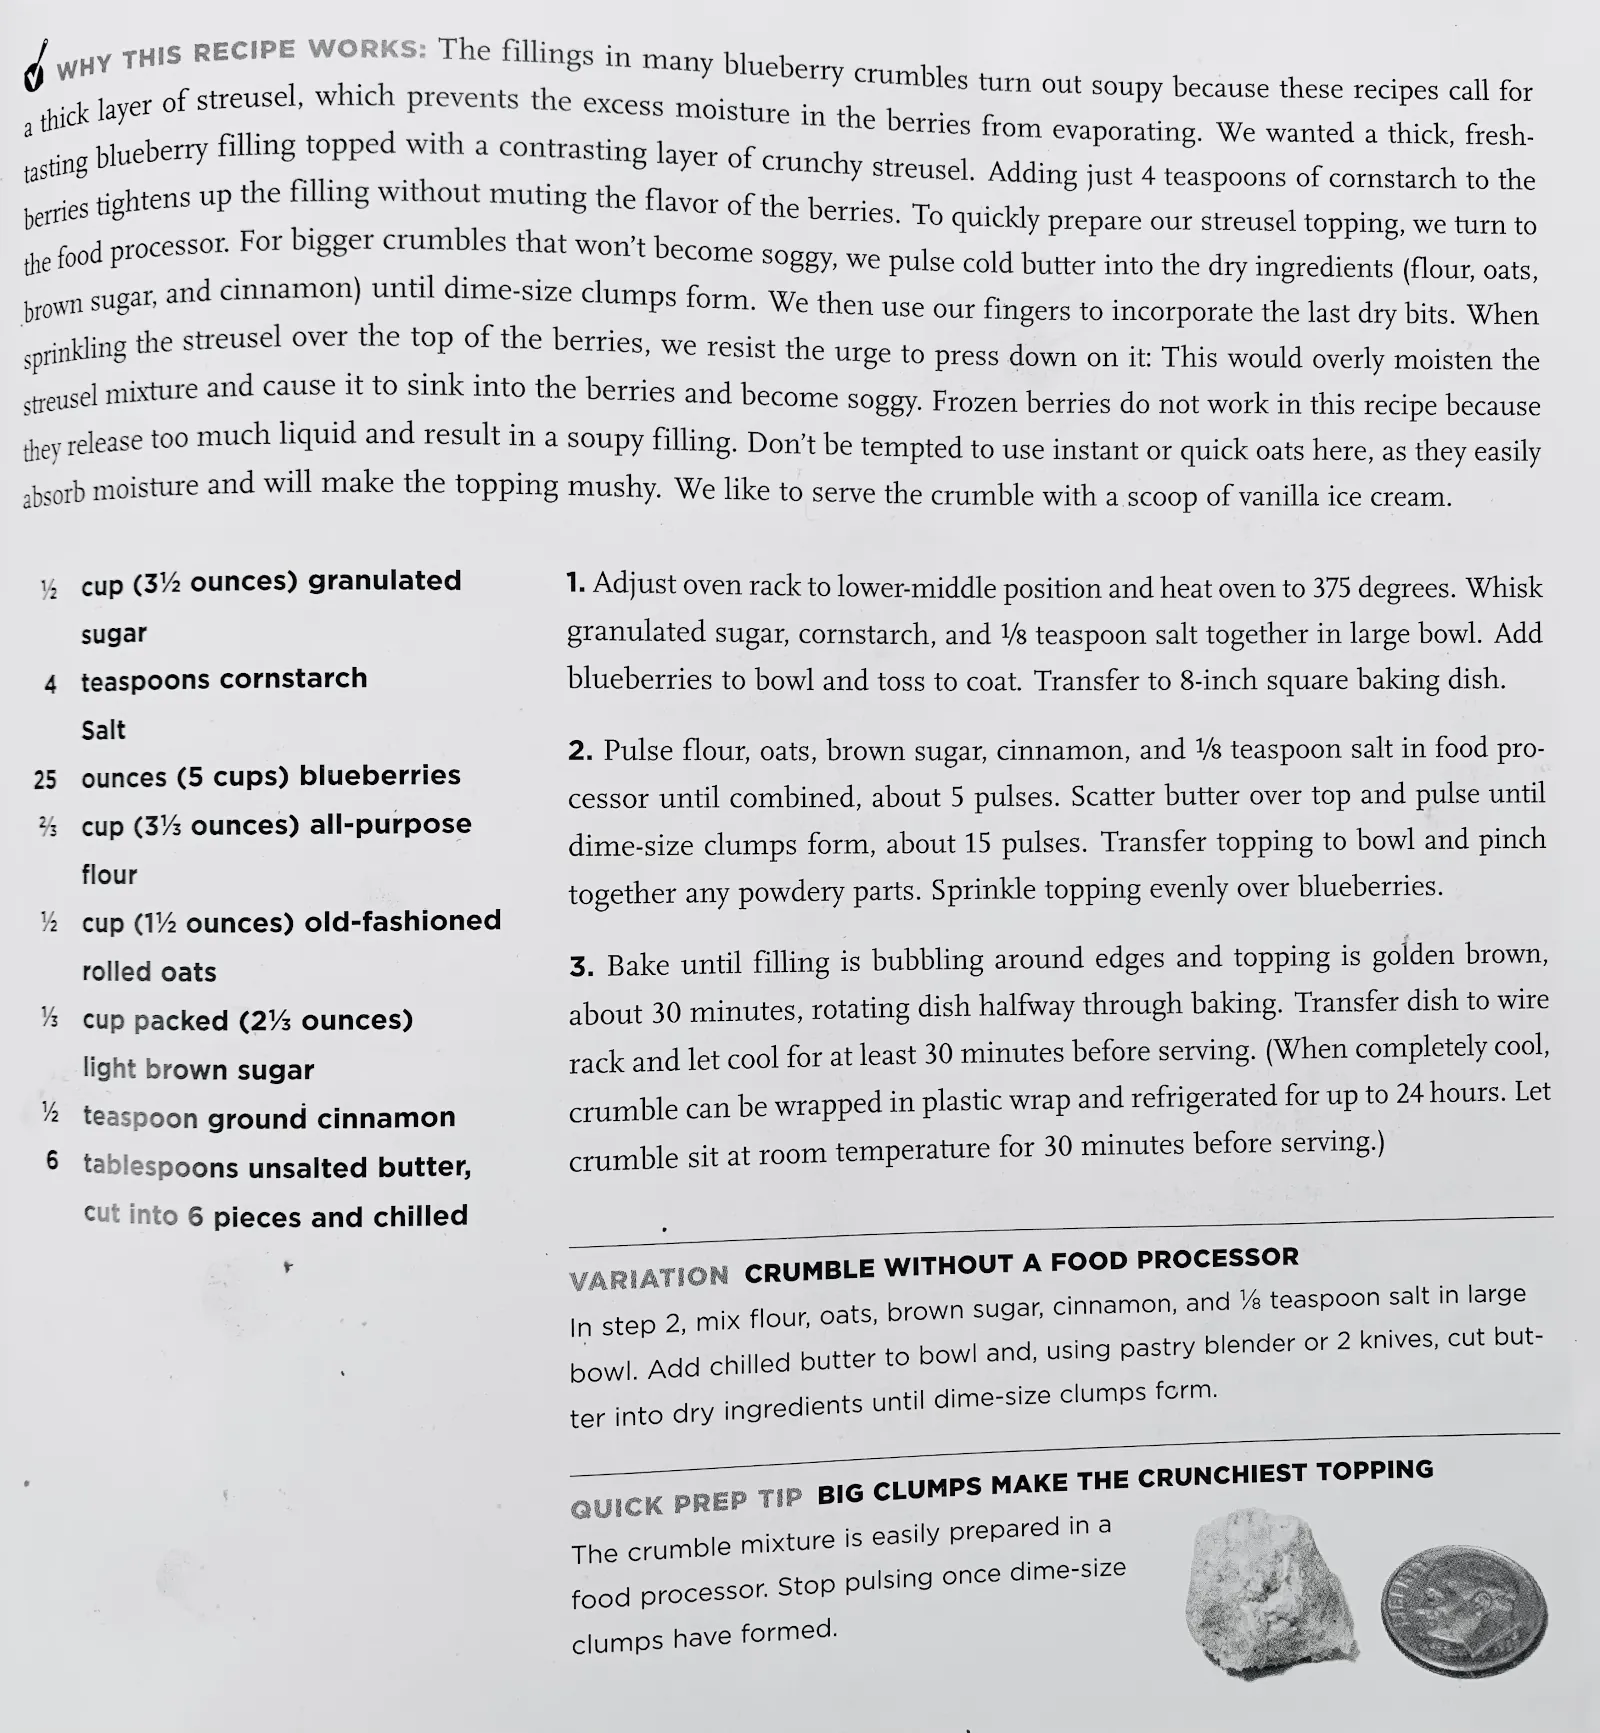 WHY THIS RECIPE WORKS: The fillings in many blueberry crumbles turn out soupy because these recipes call for
a thick layer of streusel, which prevents the excess moisture in the berries from evaporating. We wanted a thick, fresh-
tasting blueberry filling topped with a contrasting layer of crunchy streusel. Adding just 4 teaspoons of cornstarch to the
berries tightens up the filling without muting the flavor of the berries. To quickly prepare our streusel topping, we turn to
the food processor. For bigger crumbles that won't become soggy, we pulse cold butter into the dry ingredients (flour, oats,
brown sugar, and cinnamon) until dime-size clumps form. We then use our fingers to incorporate the last dry bits. When
sprinkling the streusel over the top of the berries, we resist the urge to press down on it: This would overly moisten the
streusel mixture and cause it to sink into the berries and become soggy. Frozen berries do not work in this recipe because
they release too much liquid and result in a soupy filling. Don't be tempted to use instant or quick oats here, as they easily
absorb moisture and will make the topping mushy. We like to serve the crumble with a scoop of vanilla ice cream.
½ cup (3½ ounces) granulated
sugar
4 teaspoons cornstarch
Salt
25 ounces (5 cups) blueberries
⅔ cup (3⅓ ounces) all-purpose
flour
½ cup (1½ ounces) old-fashioned
rolled oats
⅓ cup packed (2⅓ ounces)
light brown sugar
½ teaspoon ground cinnamon
6 tablespoons unsalted butter,
cut into 6 pieces and chilled
1. Adjust oven rack to lower-middle position and heat oven to 375 degrees. Whisk
granulated sugar, cornstarch, and ⅛ teaspoon salt together in large bowl. Add
blueberries to bowl and toss to coat. Transfer to 8-inch square baking dish.
2. Pulse flour, oats, brown sugar, cinnamon, and ⅛ teaspoon salt in food pro-
cessor until combined, about 5 pulses. Scatter butter over top and pulse until
dime-size clumps form, about 15 pulses. Transfer topping to bowl and pinch
together any powdery parts. Sprinkle topping evenly over blueberries.
3. Bake until filling is bubbling around edges and topping is golden brown,
about 30 minutes, rotating dish halfway through baking. Transfer dish to wire
rack and let cool for at least 30 minutes before serving. (When completely cool,
crumble can be wrapped in plastic wrap and refrigerated for up to 24 hours. Let
crumble sit at room temperature for 30 minutes before serving.)
VARIATION CRUMBLE WITHOUT A FOOD PROCESSOR
In step 2, mix flour, oats, brown sugar, cinnamon, and ⅛ teaspoon salt in large
bowl. Add chilled butter to bowl and, using pastry blender or 2 knives, cut but-
ter into dry ingredients until dime-size clumps form.
QUICK PREP TIP BIG CLUMPS MAKE THE CRUNCHIEST TOPPING
The crumble mixture is easily prepared in a
food processor. Stop pulsing once dime-size
clumps have formed.